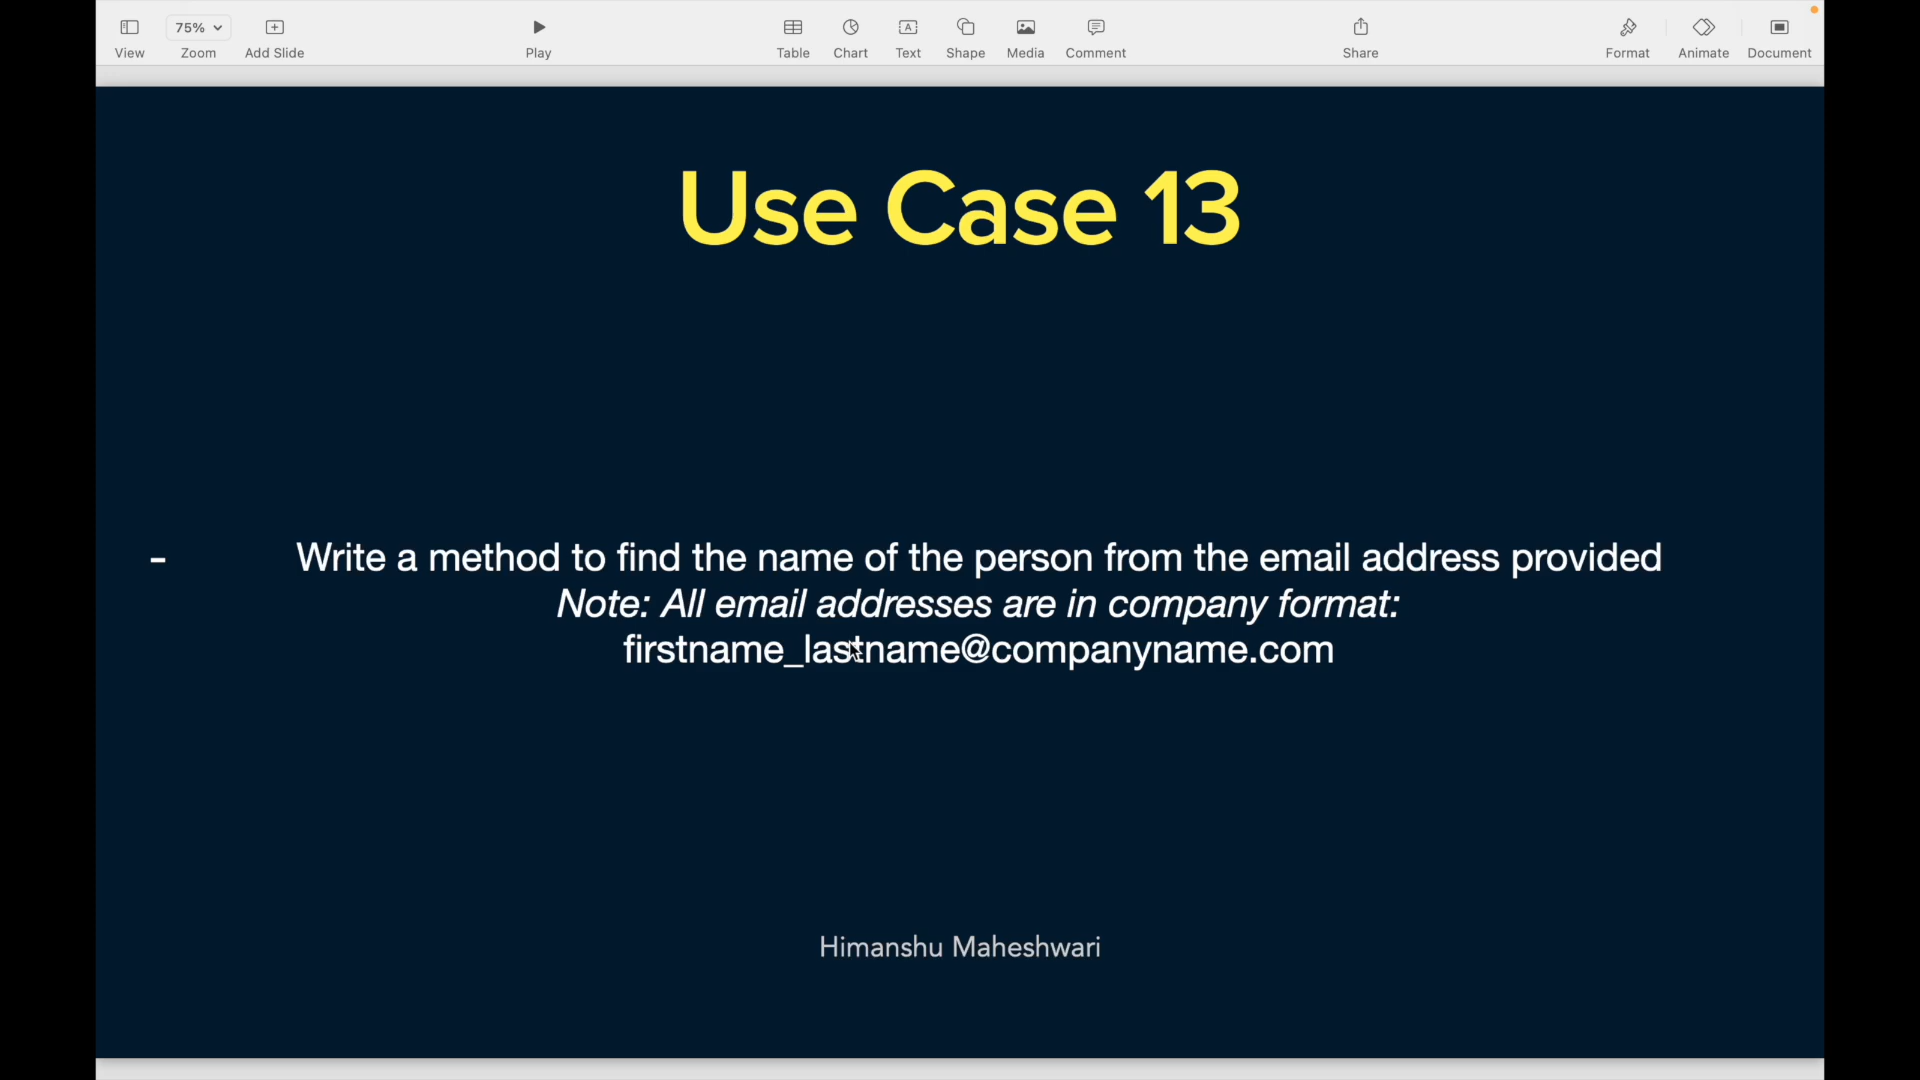 75%
View Zoom Add Slide Play Table Chart Text Shape Media Comment Share Format Animate Document
Use Case 13
- Write a method to find the name of the person from the email address provided
Note: All email addresses are in company format:
firstname_lastname@companyname.com
Himanshu Maheshwari